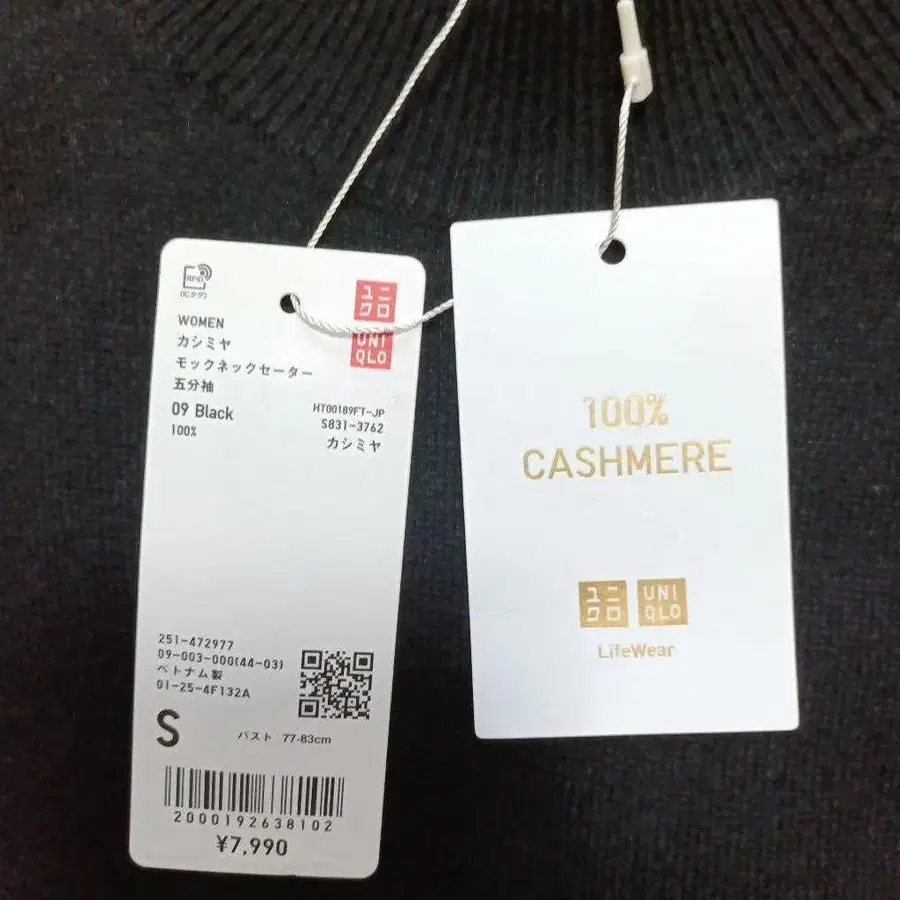 RFID
(ICタグ)
ユニ
クロ
UNI
QLO
WOMEN
カシミヤ
モックネックセーター
五分袖
09 Black
100%
HT00189FT-JP
S831-3762
カシミヤ
251-472977
09-003-000(44-03)
ベトナム製
01-25-4F132A
S
バスト 77-83cm
2000192638102
¥7,990
100%
CASHMERE
ユニ
クロ
UNI
QLO
LifeWear